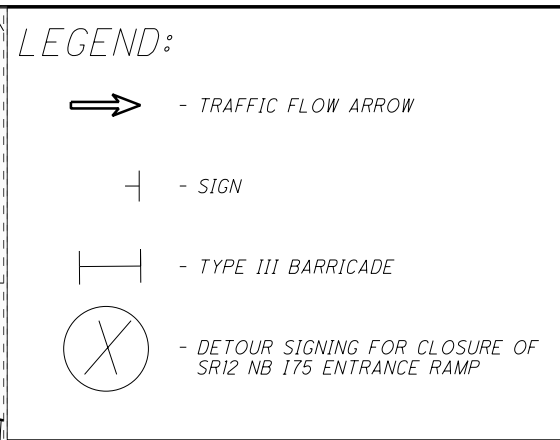 LEGEND:
- TRAFFIC FLOW ARROW
- SIGN
- TYPE III BARRICADE
- DETOUR SIGNING FOR CLOSURE OF
SR12 NB I75 ENTRANCE RAMP